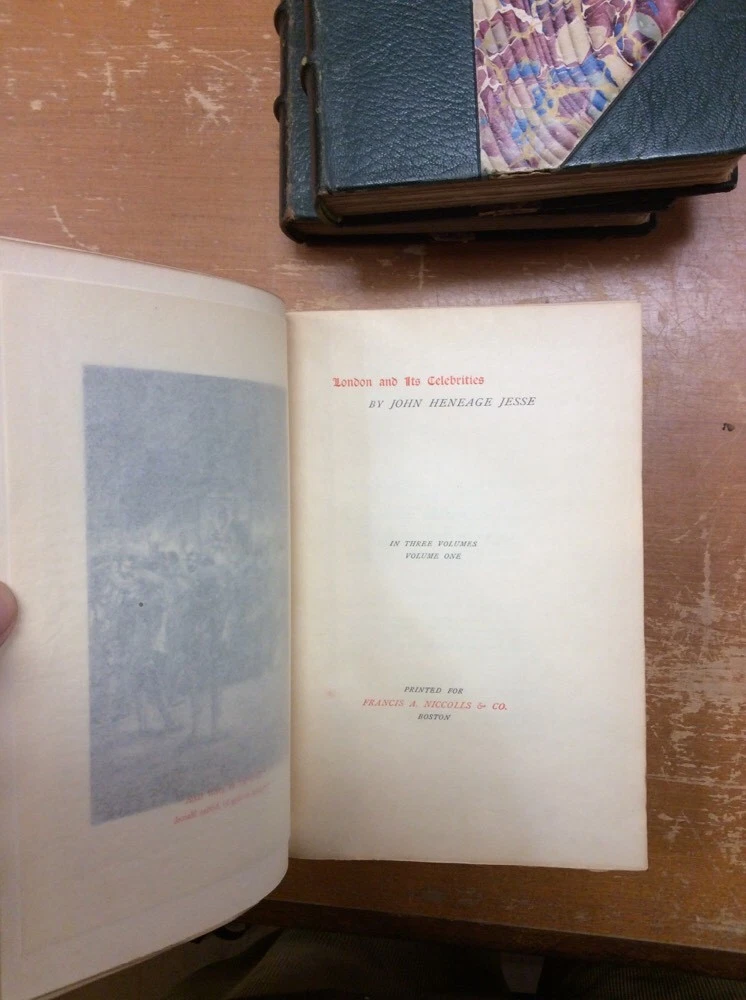 London and Its Celebrities
BY JOHN HENEAGE JESSE
IN THREE VOLUMES
VOLUME ONE
PRINTED FOR
FRANCIS A. NICCOLLS & CO.
BOSTON